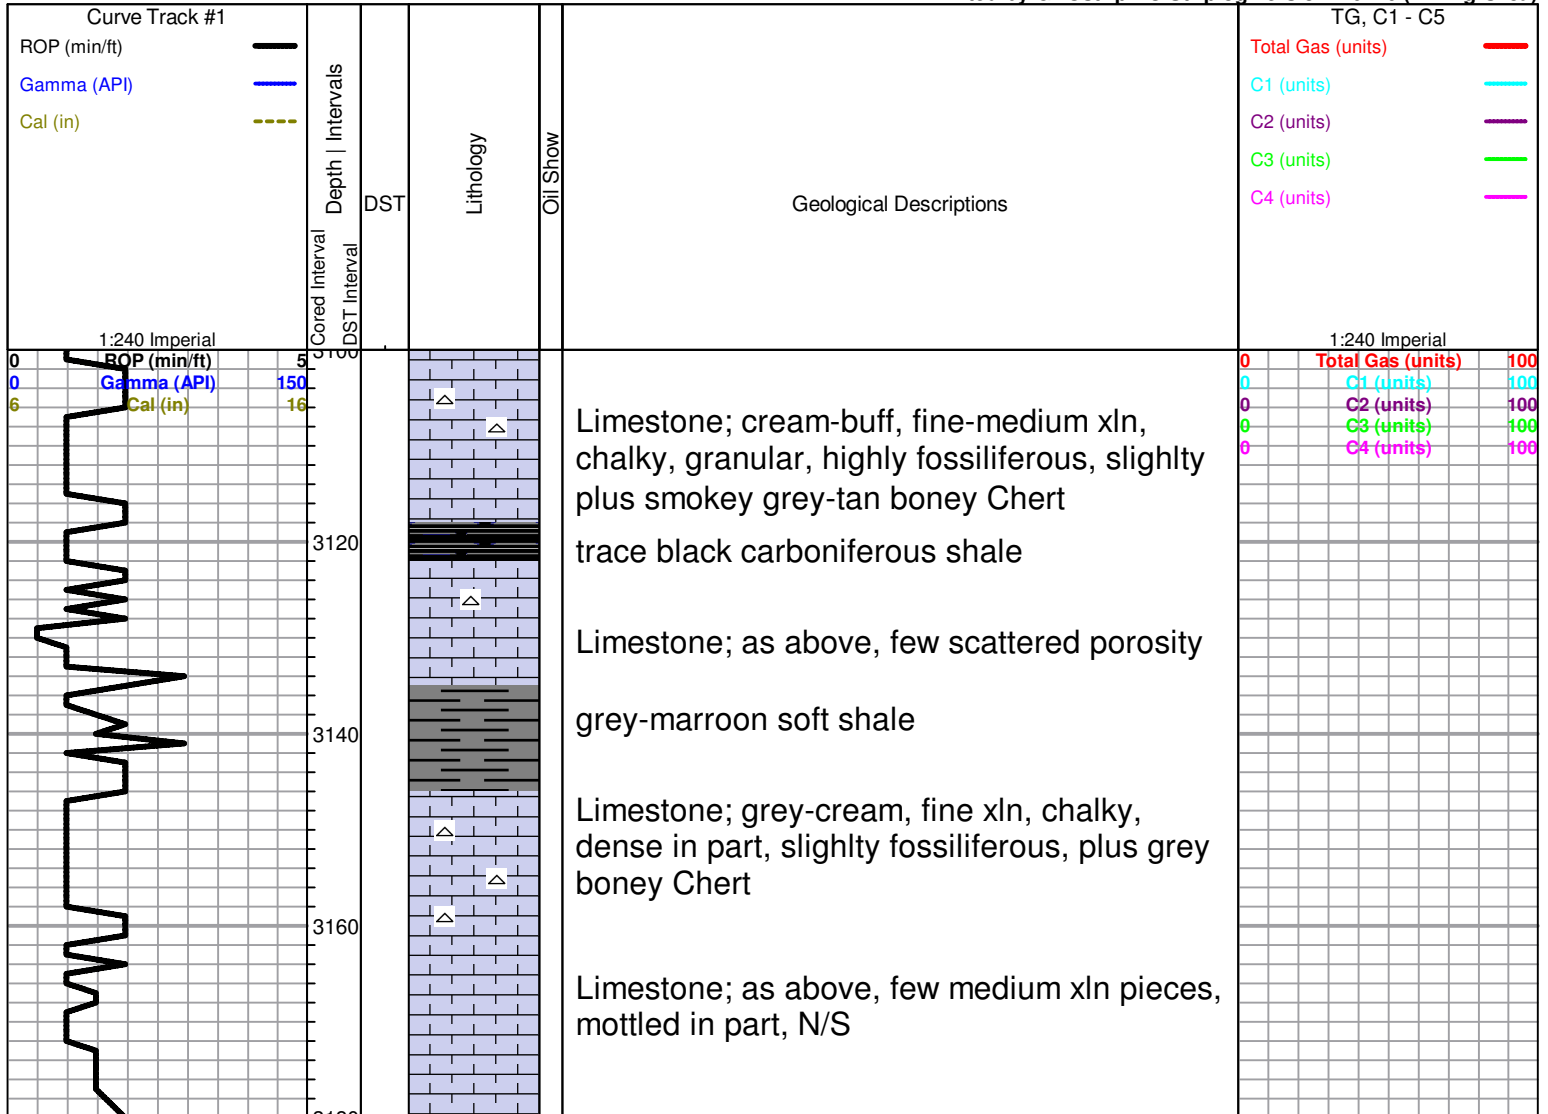 Curve Track #1
ROP (min/ft)
Gamma (API)
Cal (in)
1:240 Imperial
0 ROP (min/ft) 5
0 Gamma (API) 150
6 Cal (in) 16
Cored Interval
Depth | Intervals
DST Interval
DST
Lithology
Oil Show
Geological Descriptions
TG, C1 - C5
Total Gas (units)
C1 (units)
C2 (units)
C3 (units)
C4 (units)
1:240 Imperial
0 Total Gas (units) 100
0 C1 (units) 100
0 C2 (units) 100
0 C3 (units) 100
0 C4 (units) 100
3100
Limestone; cream-buff, fine-medium xln,
chalky, granular, highly fossiliferous, slighlty
plus smokey grey-tan boney Chert
3120
trace black carboniferous shale
Limestone; as above, few scattered porosity
grey-marroon soft shale
3140
Limestone; grey-cream, fine xln, chalky,
dense in part, slighlty fossiliferous, plus grey
boney Chert
3160
Limestone; as above, few medium xln pieces,
mottled in part, N/S